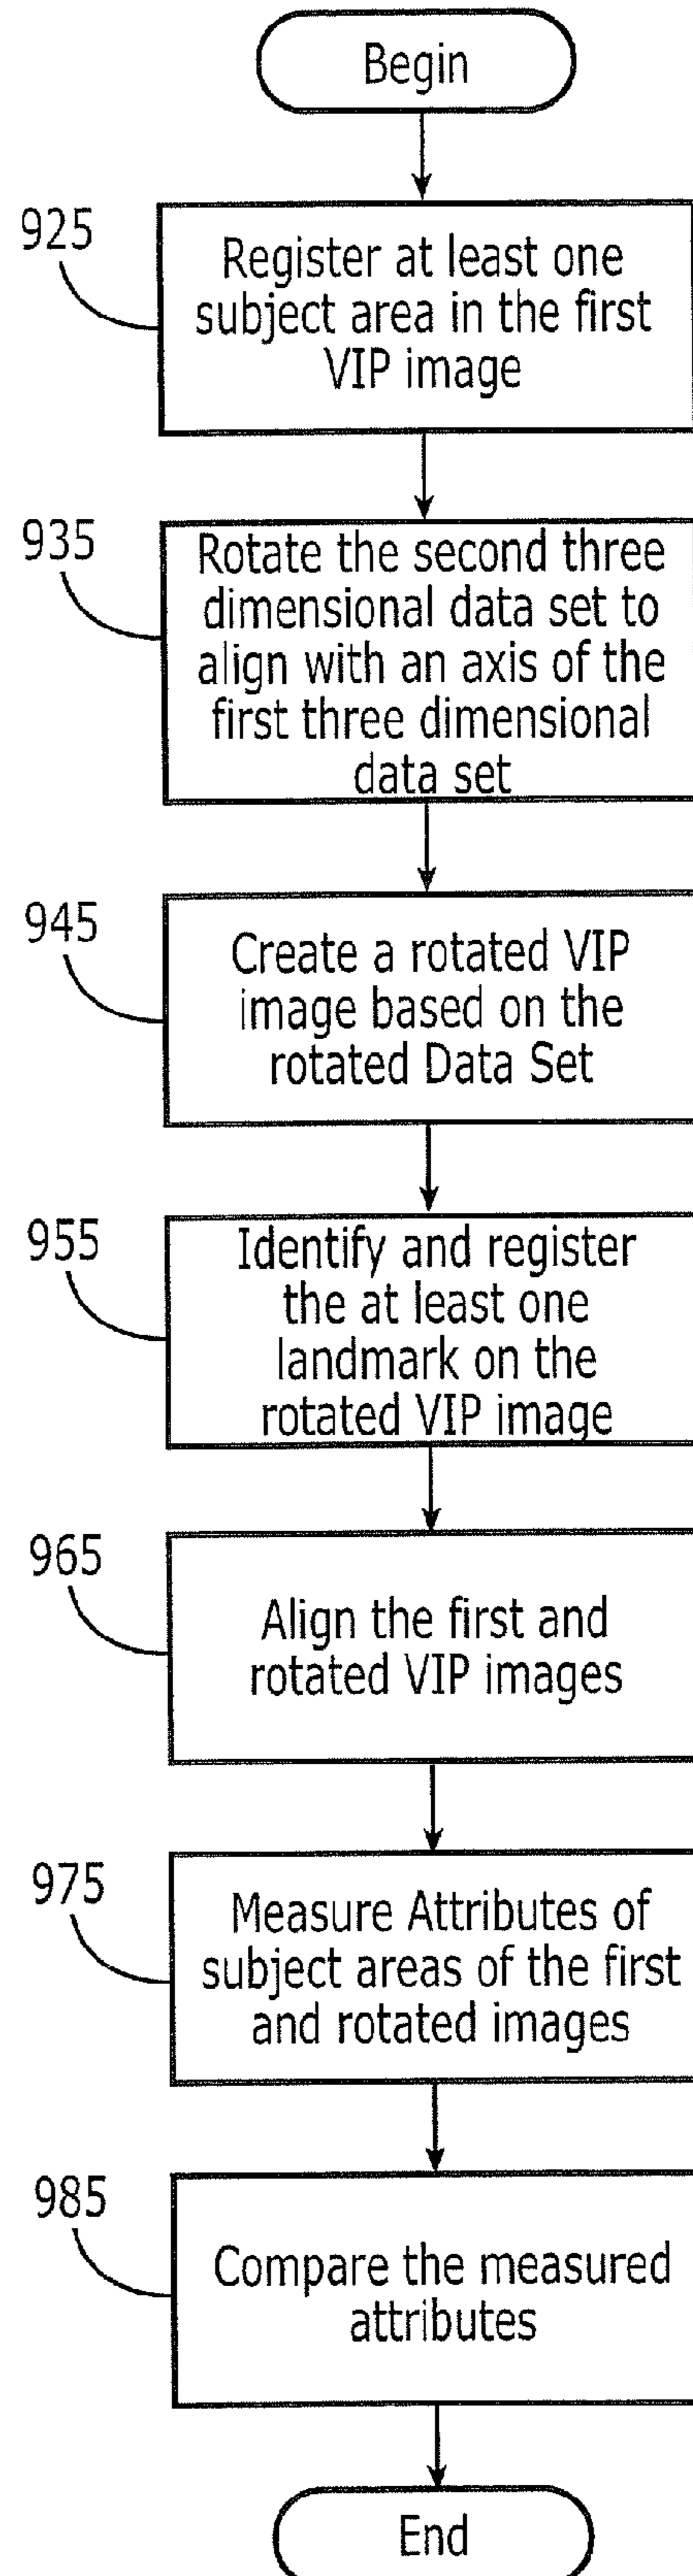 Begin
925
Register at least one
subject area in the first
VIP image
935
Rotate the second three
dimensional data set to
align with an axis of the
first three dimensional
data set
945
Create a rotated VIP
image based on the
rotated Data Set
955
Identify and register
the at least one
landmark on the
rotated VIP image
965
Align the first and
rotated VIP images
975
Measure Attributes of
subject areas of the first
and rotated images
985
Compare the measured
attributes
End